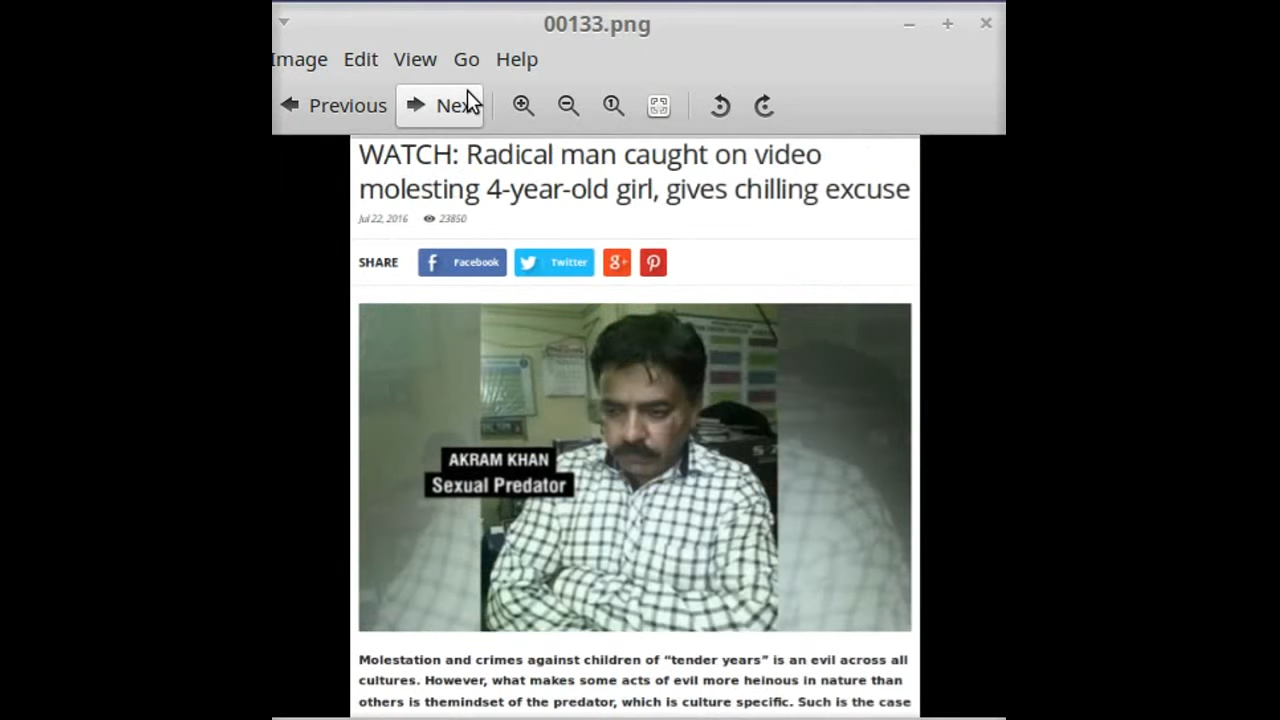 00133.png
Image Edit View Go Help
Previous
WATCH: Radical man caught on video
molesting 4-year-old girl, gives chilling excuse
Jul 22, 2016 23850
SHARE Facebook Twitter g+
AKRAM KHAN
Sexual Predator
Molestation and crimes against children of “tender years” is an evil across all
cultures. However, what makes some acts of evil more heinous in nature than
others is themindset of the predator, which is culture specific. Such is the case